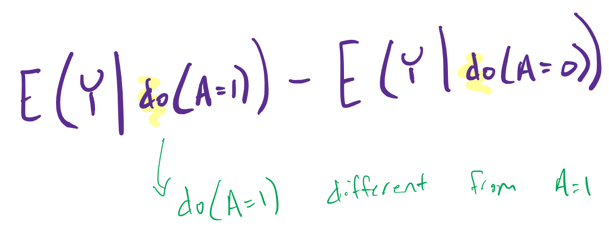 E(Y|do(A=1)) - E(Y|do(A=0))
do(A=1) different from A=1